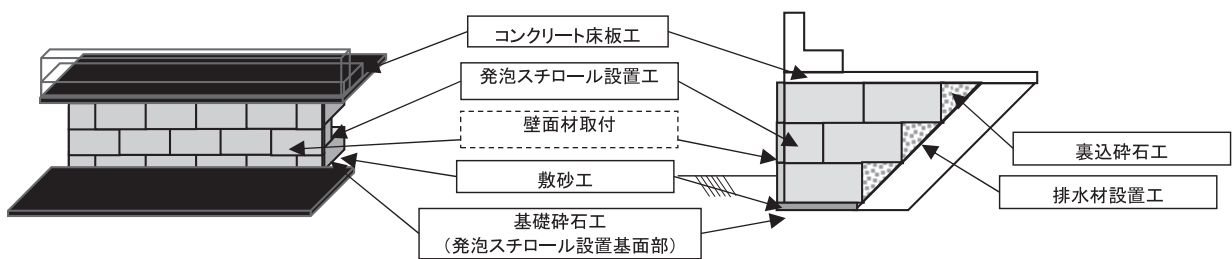 コンクリート床板工
発泡スチロール設置工
壁面材取付
敷砂工
基礎砕石工
（発泡スチロール設置基面部）
裏込砕石工
排水材設置工